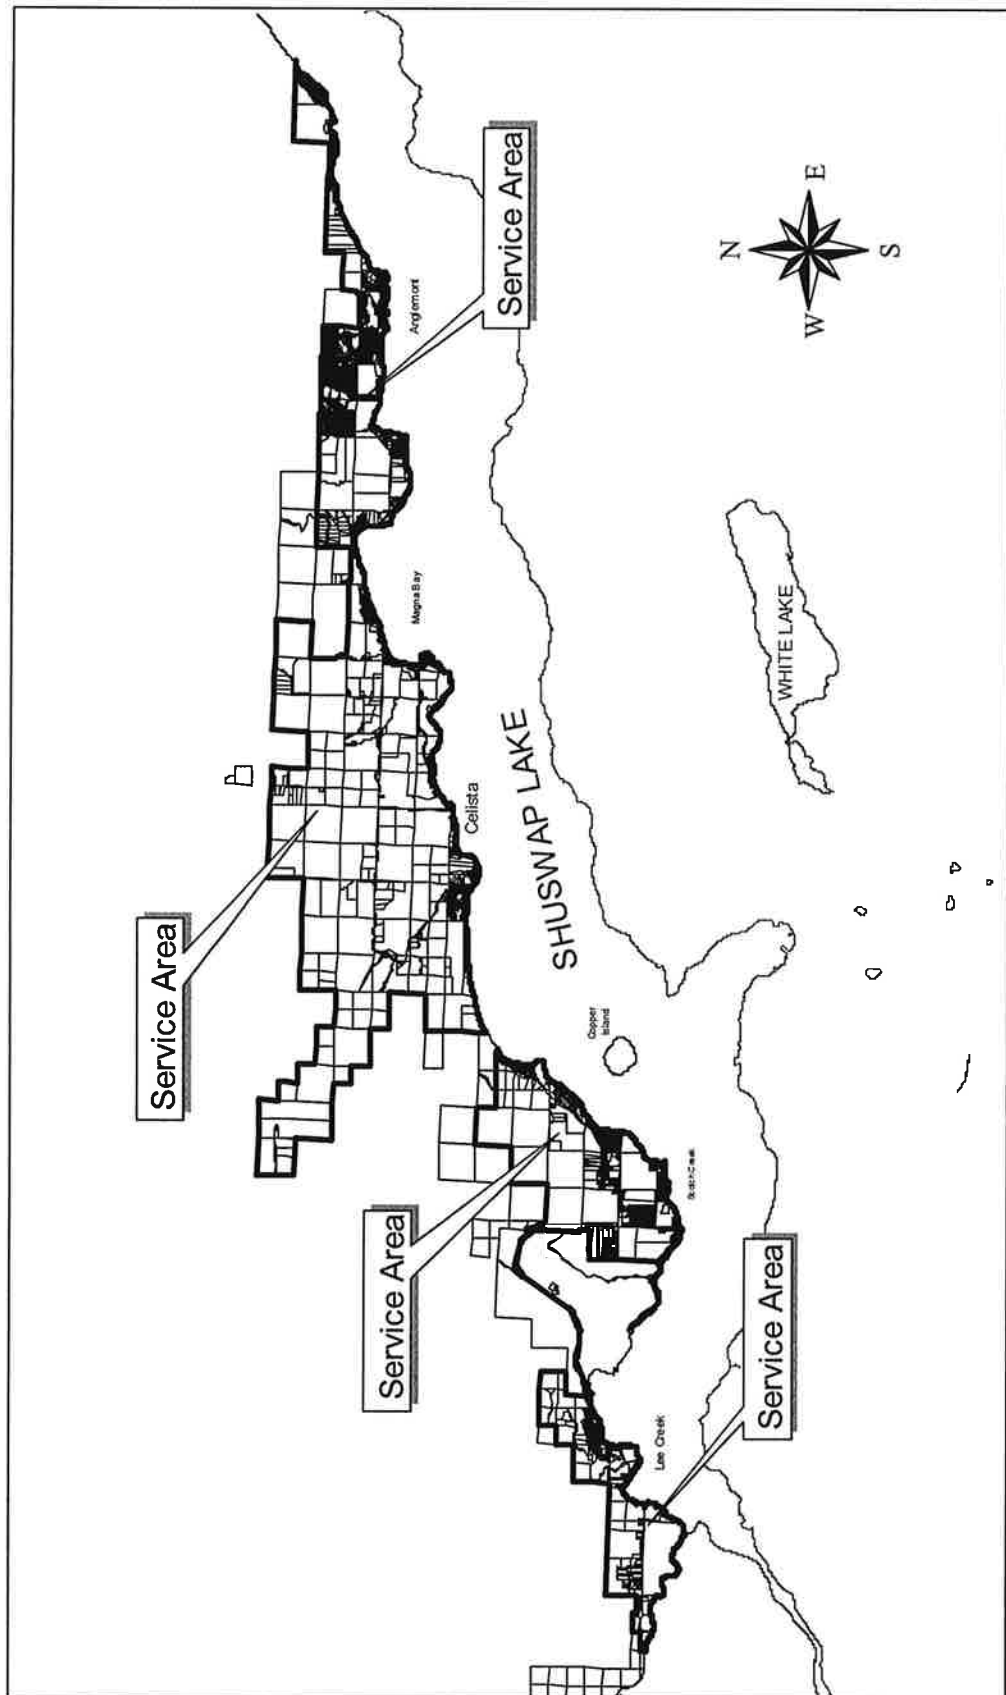 Service Area
Service Area
Service Area
Service Area
N
W
E
S
Anglemont
Magna Bay
Celista
SHUSWAP LAKE
WHITE LAKE
Copper
Island
Scotch Creek
Lee Creek